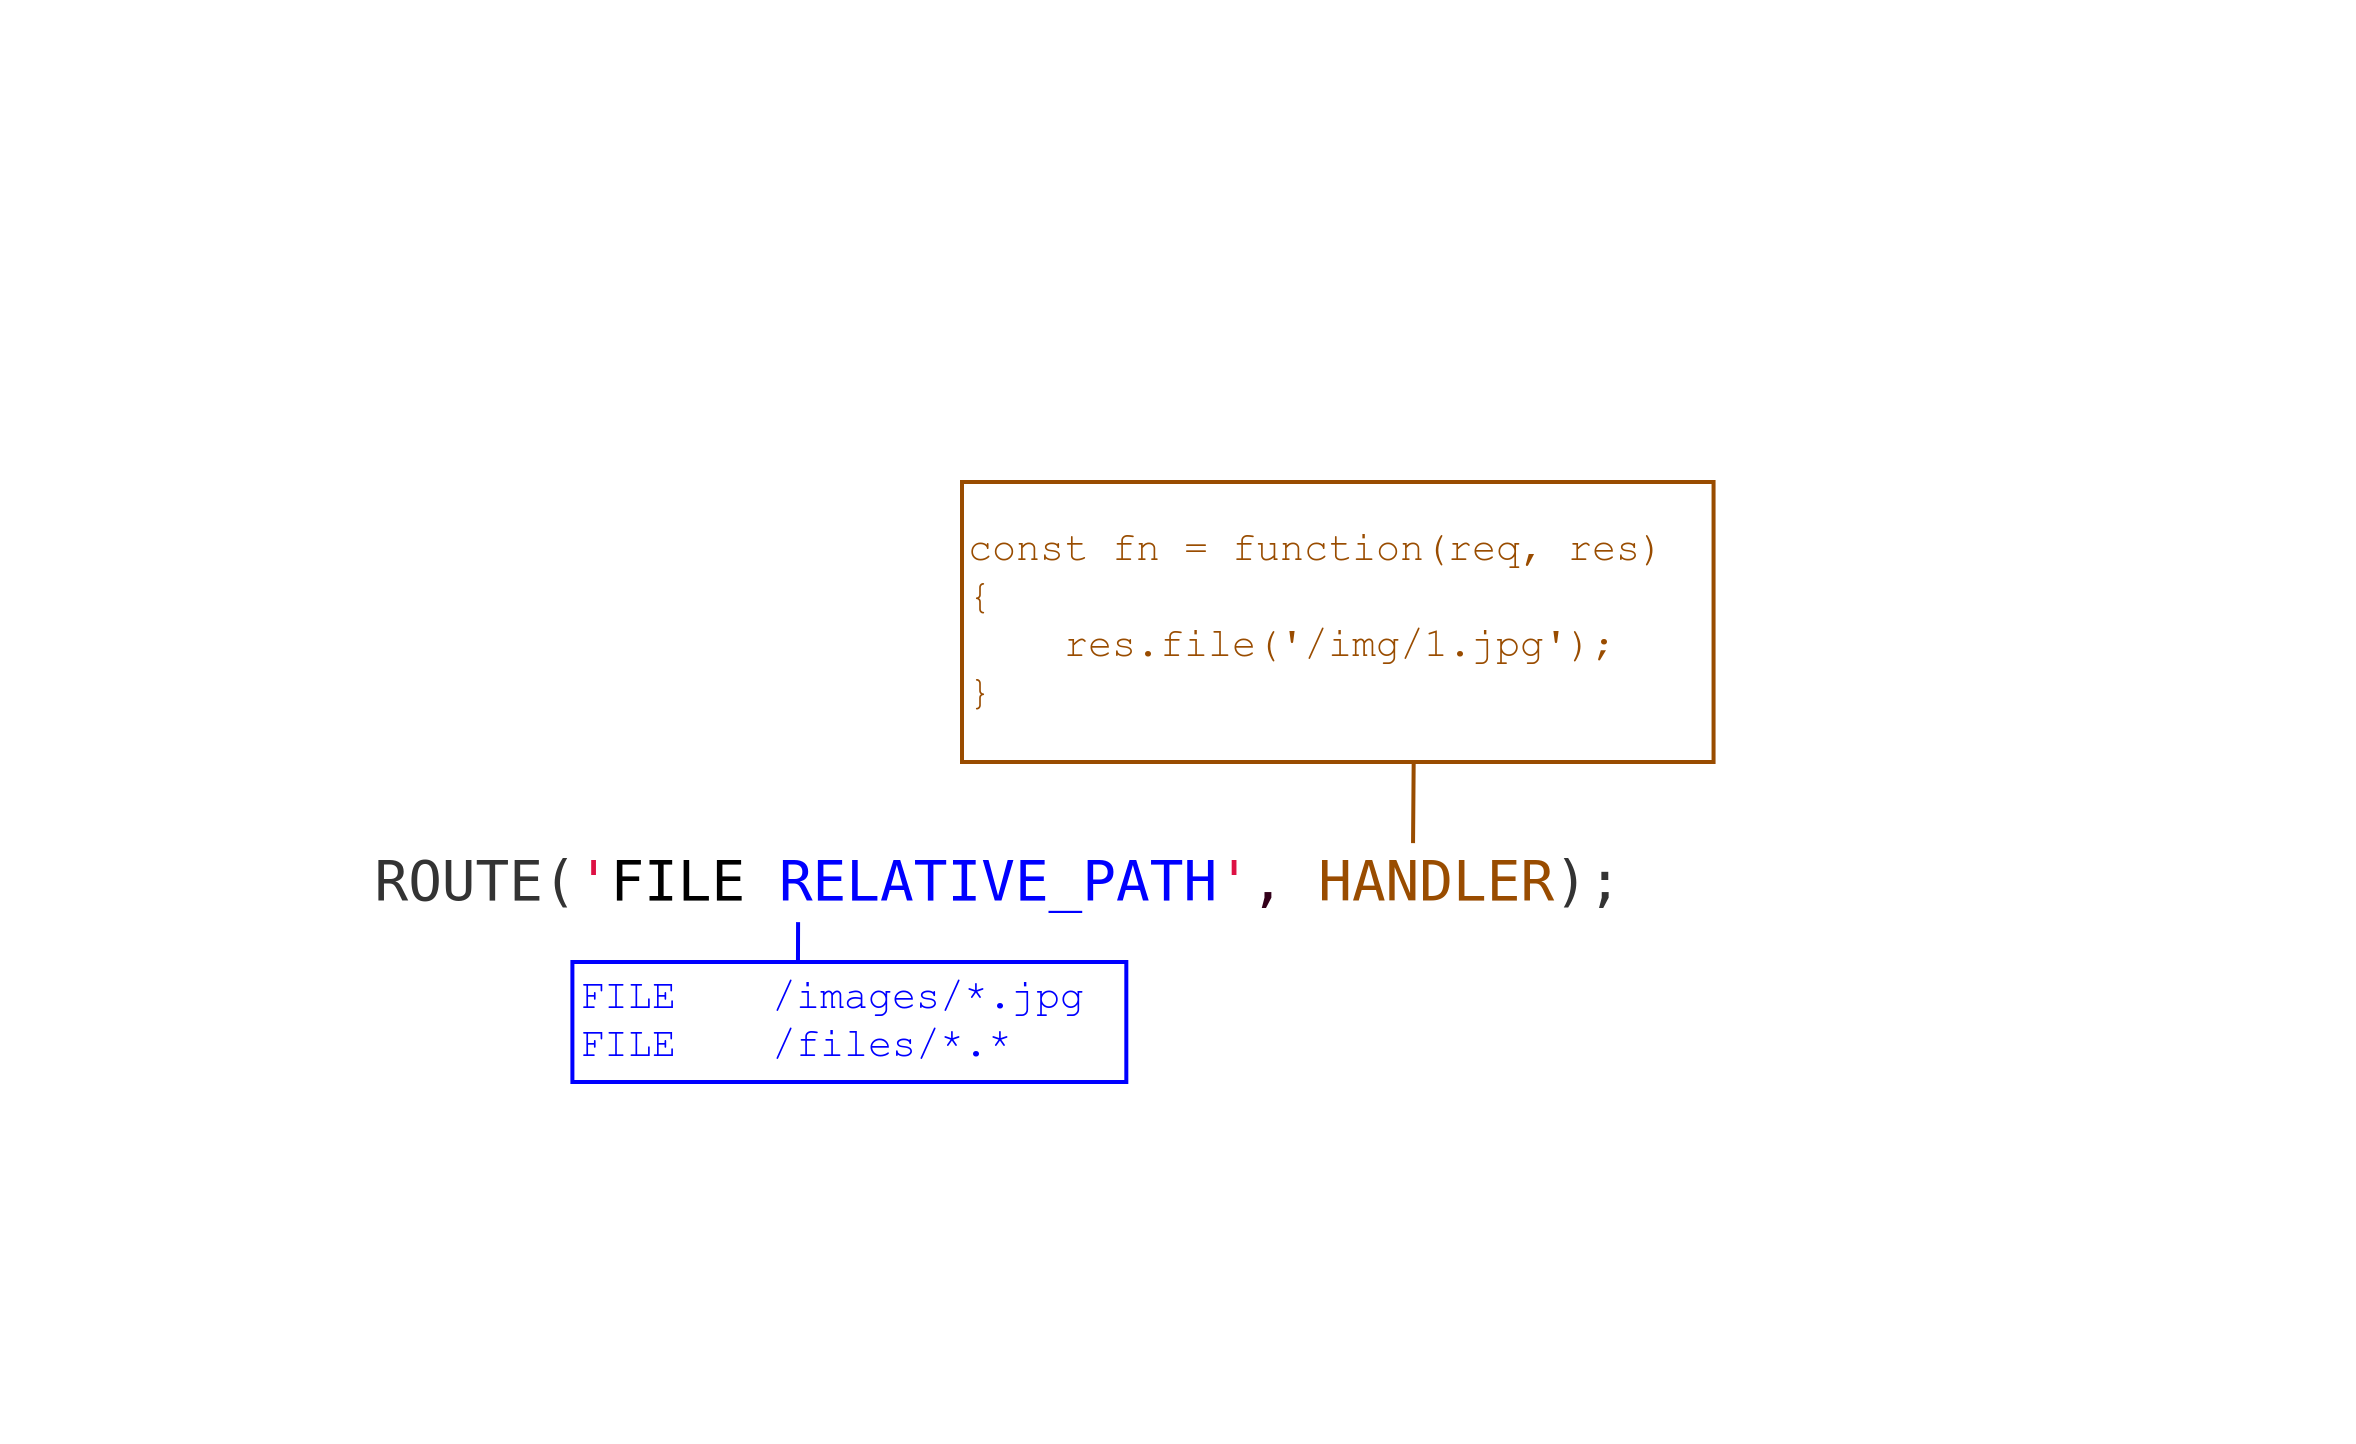 const fn = function(req, res)
{
    res.file('/img/1.jpg');
}
ROUTE('FILE RELATIVE_PATH', HANDLER);
FILE    /images/*.jpg
FILE    /files/*.*